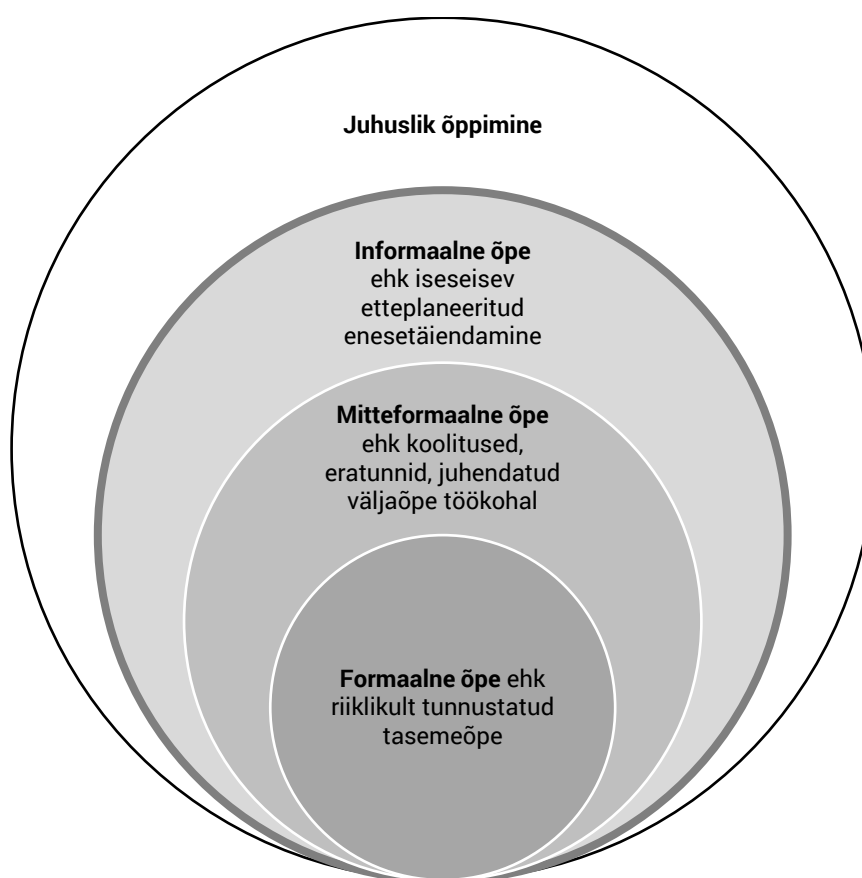 Juhuslik õppimine
Informaalne õpe
ehk iseseisev
etteplaneeritud
enesetäiendamine
Mitteformaalne õpe
ehk koolitused,
eratunnid, juhendatud
väljaõpe töökohal
Formaalne õpe ehk
riiklikult tunnustatud
tasemeõpe